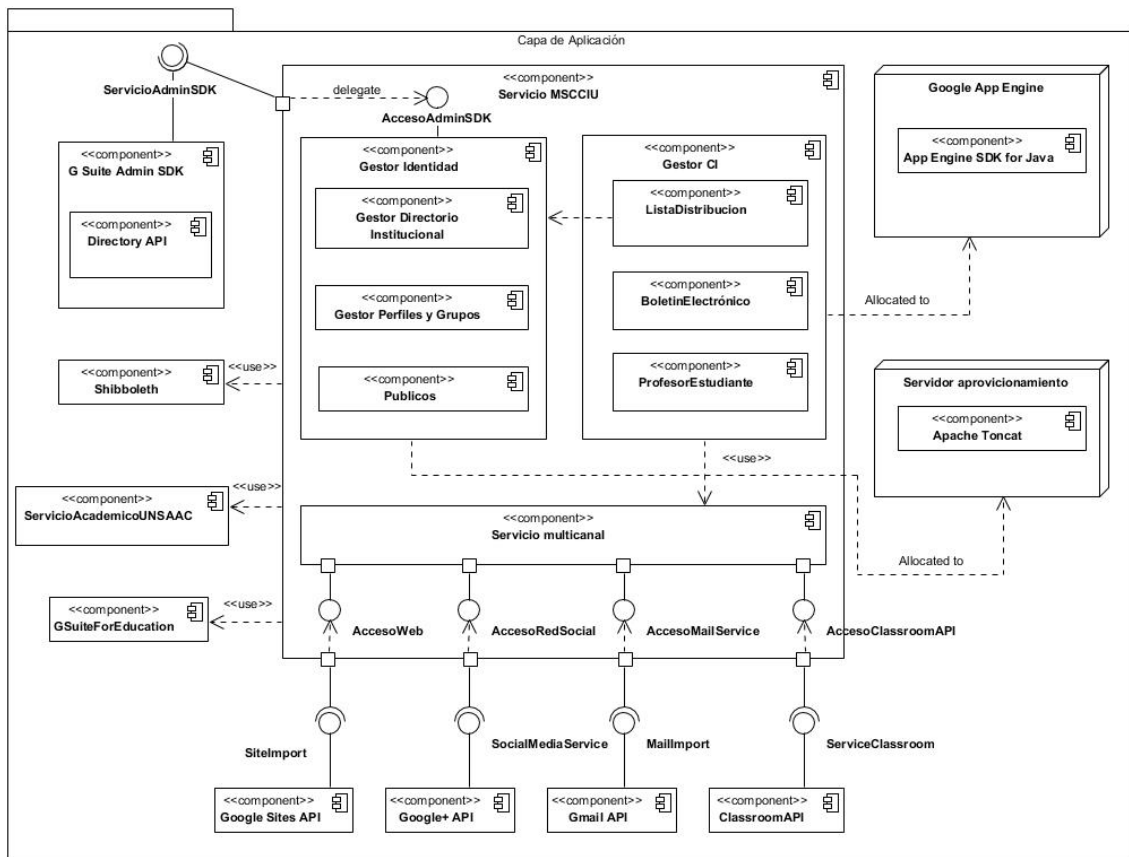 Capa de Aplicación
ServicioAdminSDK
delegate
<<component>>
Servicio MSCCIU
AccesoAdminSDK
<<component>>
G Suite Admin SDK
<<component>>
Directory API
<<component>>
Gestor Identidad
<<component>>
Gestor Directorio
Institucional
<<component>>
Gestor Perfiles y Grupos
<<component>>
Publicos
<<component>>
Gestor CI
<<component>>
ListaDistribucion
<<component>>
BoletinElectrónico
<<component>>
ProfesorEstudiante
Google App Engine
<<component>>
App Engine SDK for Java
Allocated to
Servidor aprovicionamiento
<<component>>
Apache Toncat
Allocated to
<<component>>
Shibboleth
<<use>>
<<component>>
ServicioAcademicoUNSAAC
<<use>>
<<component>>
GSuiteForEducation
<<use>>
<<use>>
<<component>>
Servicio multicanal
AccesoWeb
AccesoRedSocial
AccesoMailService
AccesoClassroomAPI
SiteImport
SocialMediaService
MailImport
ServiceClassroom
<<component>>
Google Sites API
<<component>>
Google+ API
<<component>>
Gmail API
<<component>>
ClassroomAPI